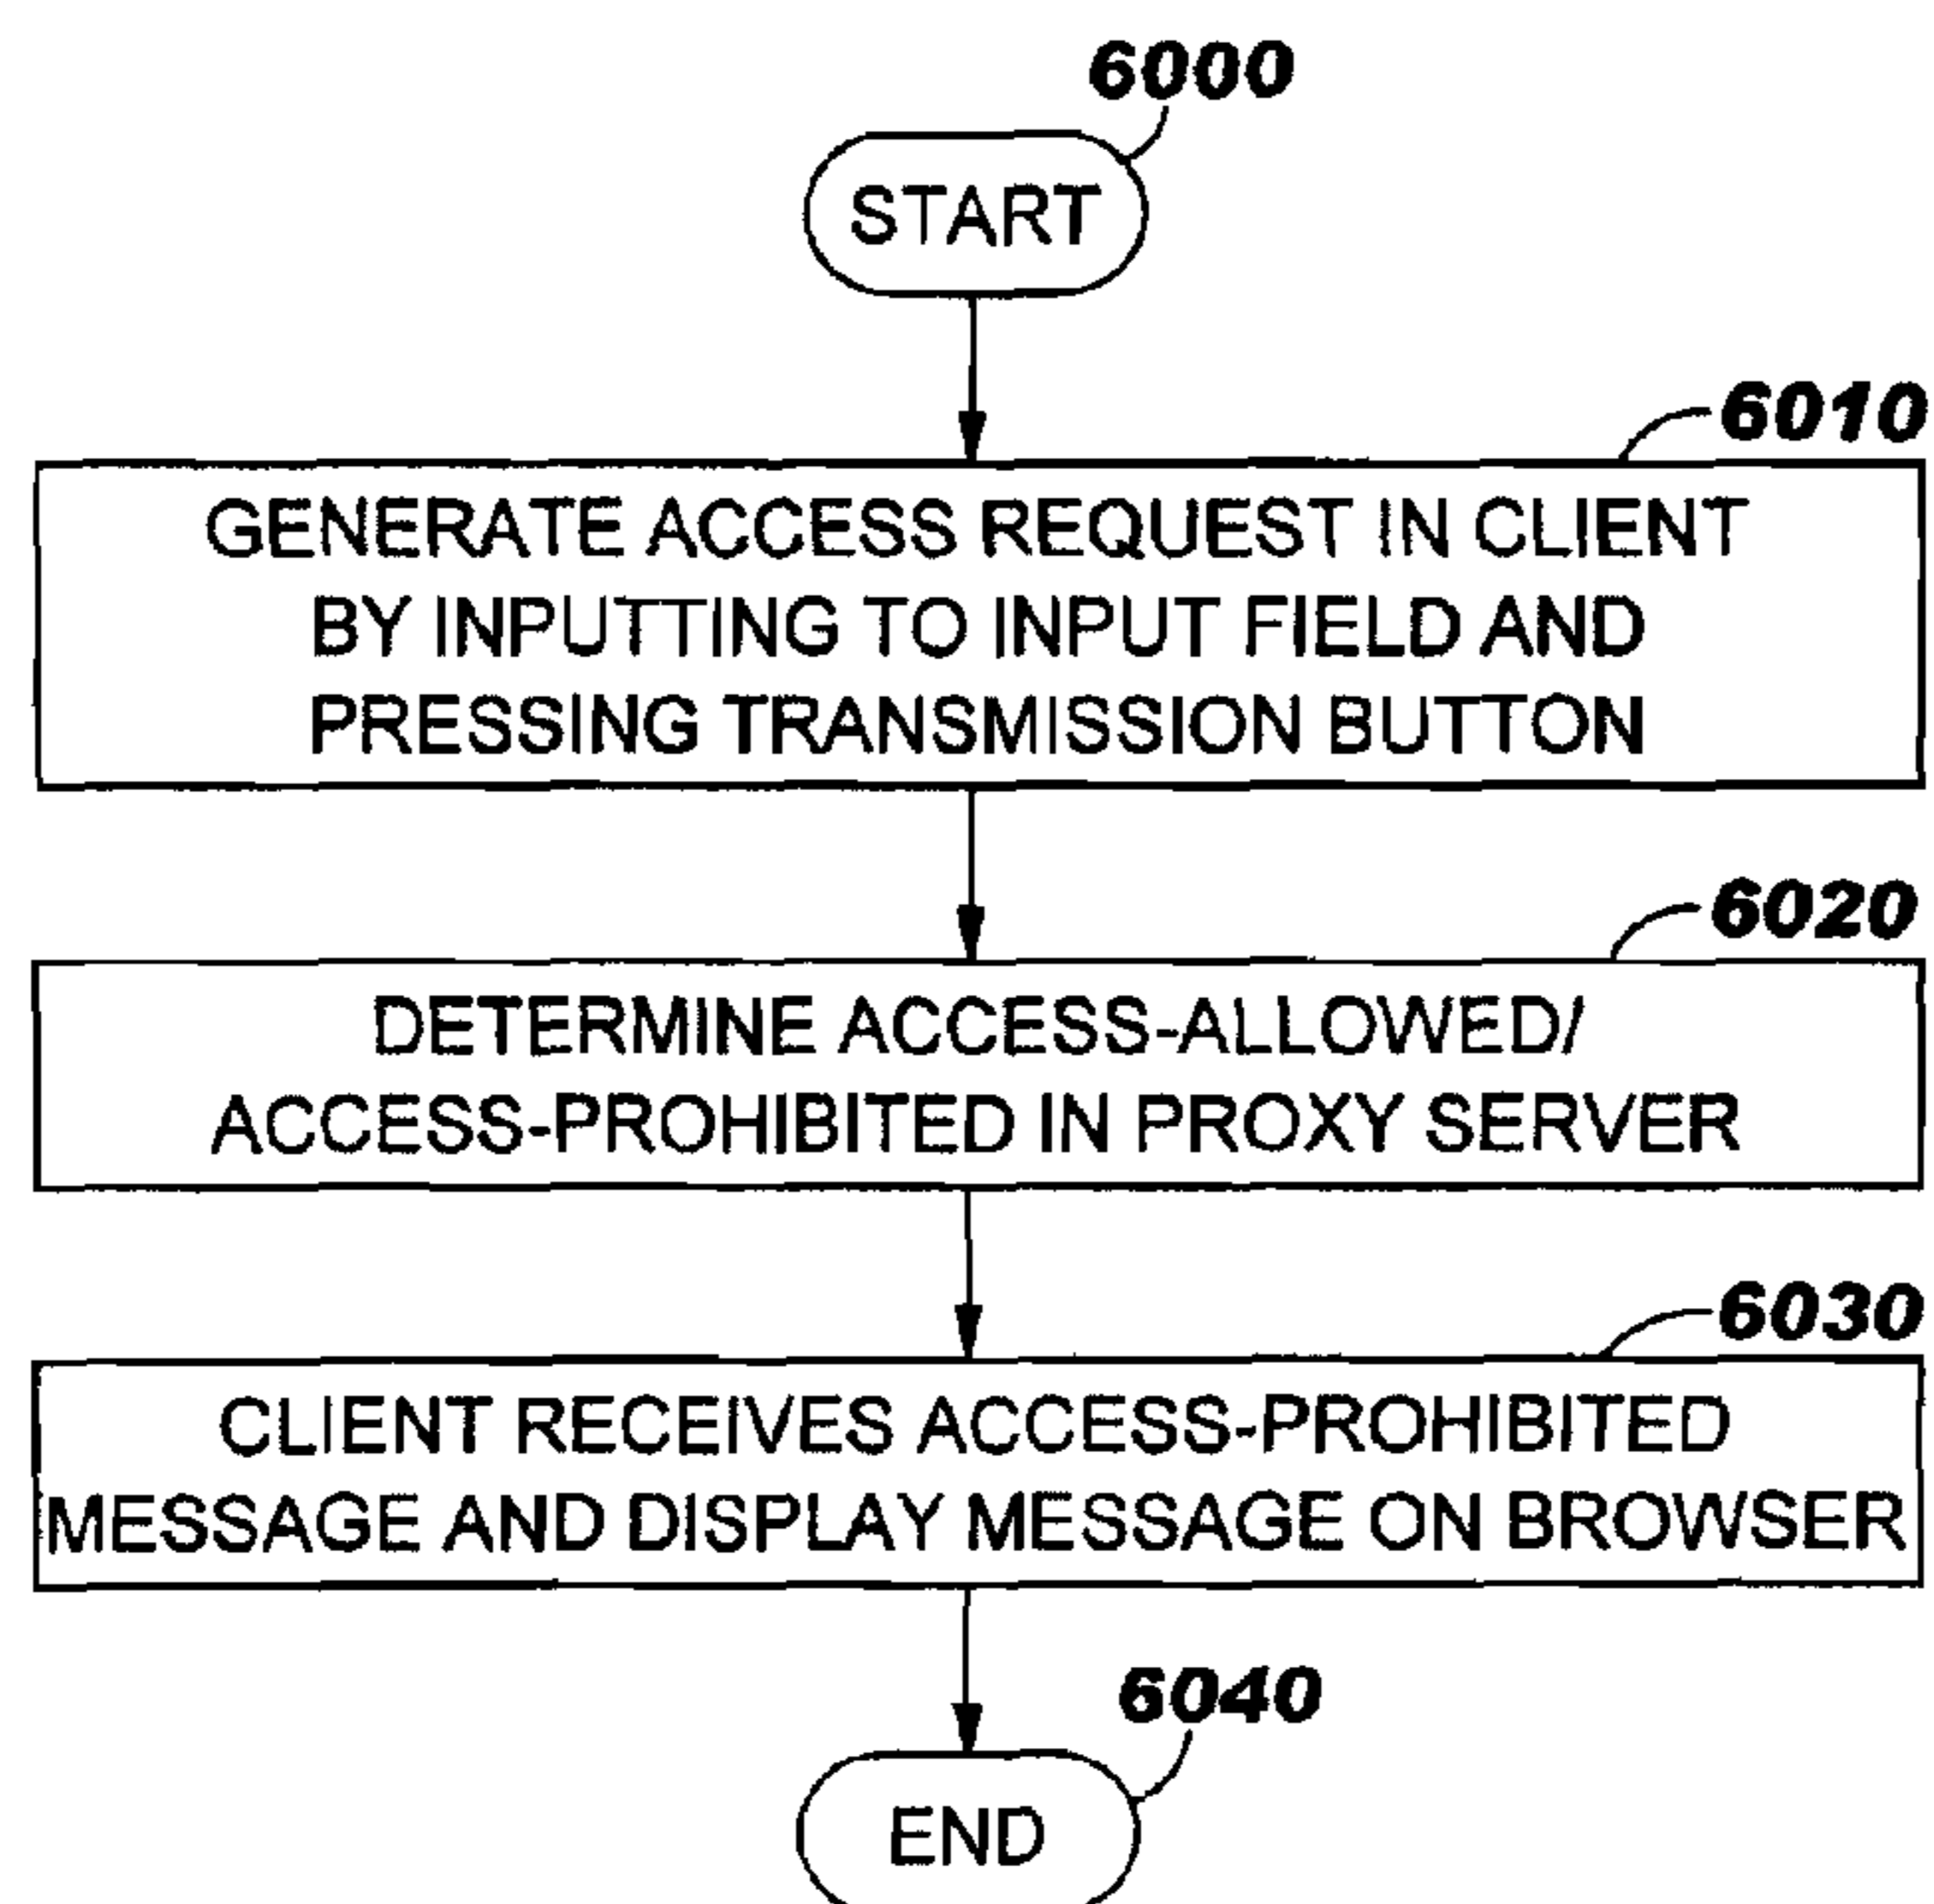 6000
START
6010
GENERATE ACCESS REQUEST IN CLIENT
BY INPUTTING TO INPUT FIELD AND
PRESSING TRANSMISSION BUTTON
6020
DETERMINE ACCESS-ALLOWED/
ACCESS-PROHIBITED IN PROXY SERVER
6030
CLIENT RECEIVES ACCESS-PROHIBITED
MESSAGE AND DISPLAY MESSAGE ON BROWSER
6040
END